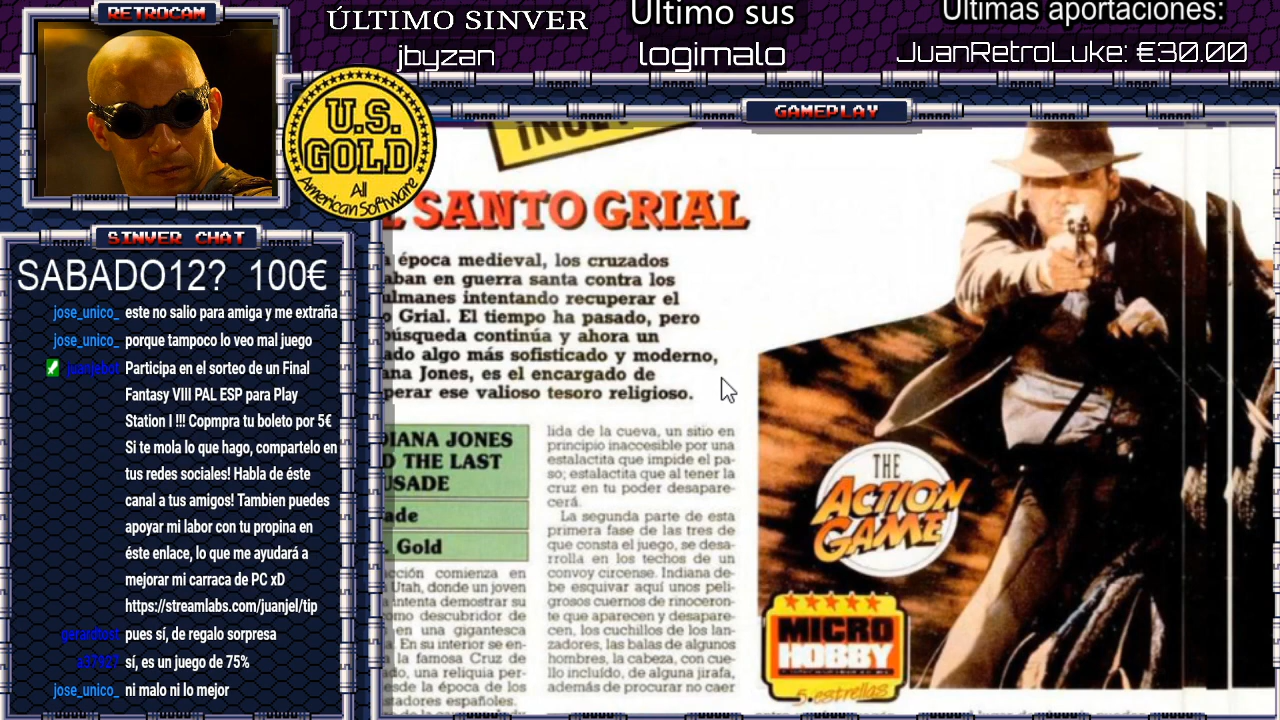 RETROCAM
ÚLTIMO SINVER
jbyzan
Último sus
logimalo
Últimas aportaciones:
JuanRetroLuke: €30.00
U.S.
GOLD
All
American Software
GAMEPLAY
SINVER CHAT
SABADO12? 100€
jose_unico_ este no salio para amiga y me extraña
jose_unico_ porque tampoco lo veo mal juego
juanjebot Participa en el sorteo de un Final
Fantasy VIII PAL ESP para Play
Station I !!! Copmpra tu boleto por 5€
Si te mola lo que hago, compartelo en
tus redes sociales! Habla de éste
canal a tus amigos! Tambien puedes
apoyar mi labor con tu propina en
éste enlace, lo que me ayudará a
mejorar mi carraca de PC xD
https://streamlabs.com/juanjel/tip
gerardtost pues sí, de regalo sorpresa
sí, es un juego de 75%
jose_unico_ ni malo ni lo mejor
SANTO GRIAL
a época medieval, los cruzados
aban en guerra santa contra los
ulmanes intentando recuperar el
o Grial. El tiempo ha pasado, pero
búsqueda continúa y ahora un
ado algo más sofisticado y moderno,
ana Jones, es el encargado de
perar ese valioso tesoro religioso.
DIANA JONES
D THE LAST
USADE
ade
. Gold
cción comienza en
Utah, donde un joven
intenta demostrar su
omo descubridor de
en una gigantesca
a. En su interior se en-
la famosa Cruz de
ado, una reliquia per-
esde la época de los
stadores españoles.
lida de la cueva, un sitio en
principio inaccesible por una
estalactita que impide el pa-
so; estalactita que al tener la
cruz en tu poder desapare-
cerá.
La segunda parte de esta
primera fase de las tres de
que consta el juego, se desa-
rrolla en los techos de un
convoy circense. Indiana de-
be esquivar aquí unos peli-
grosos cuernos de rinoceron-
te que aparecen y desapare-
cen, los cuchillos de los lan-
zadores, las balas de algunos
hombres, la cabeza, con cue-
llo incluído, de alguna jirafa,
además de procurar no caer
THE
ACTION
GAME
MICRO
HOBBY
5 estrellas